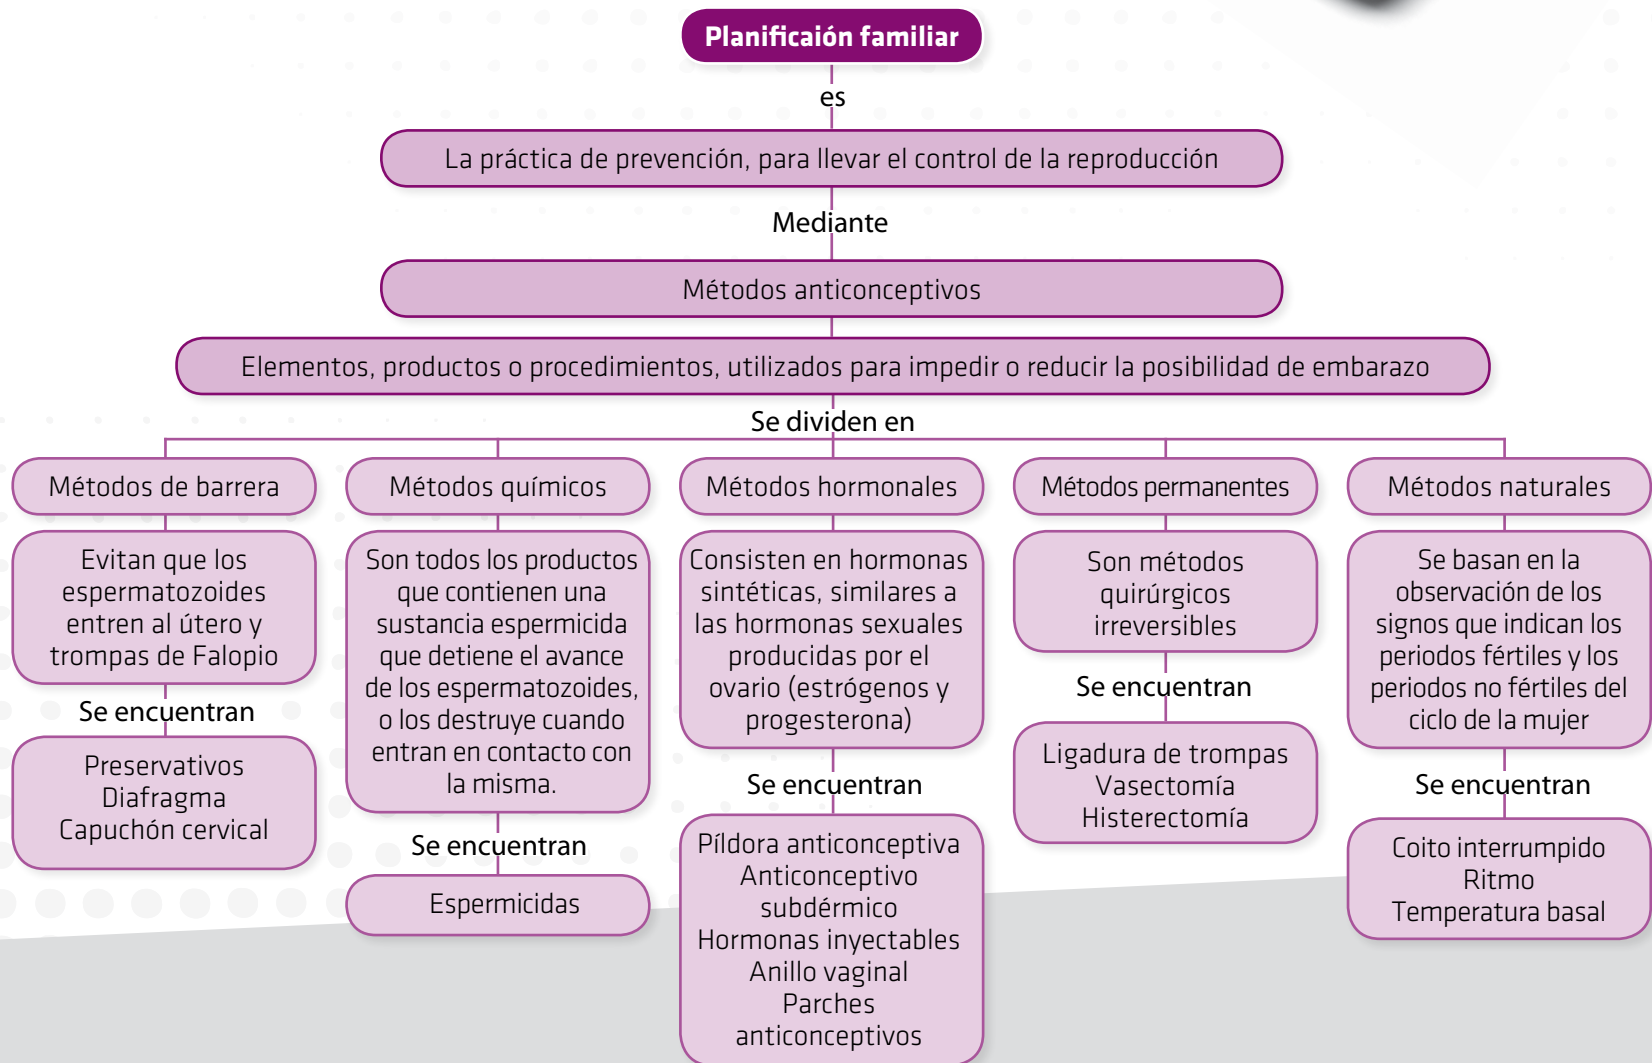 Planificaión familiar
es
La práctica de prevención, para llevar el control de la reproducción
Mediante
Métodos anticonceptivos
Elementos, productos o procedimientos, utilizados para impedir o reducir la posibilidad de embarazo
Se dividen en
Métodos de barrera
Evitan que los
espermatozoides
entren al útero y
trompas de Falopio
Se encuentran
Preservativos
Diafragma
Capuchón cervical
Métodos químicos
Son todos los productos
que contienen una
sustancia espermicida
que detiene el avance
de los espermatozoides,
o los destruye cuando
entran en contacto con
la misma.
Se encuentran
Espermicidas
Métodos hormonales
Consisten en hormonas
sintéticas, similares a
las hormonas sexuales
producidas por el
ovario (estrógenos y
progesterona)
Se encuentran
Píldora anticonceptiva
Anticonceptivo
subdérmico
Hormonas inyectables
Anillo vaginal
Parches
anticonceptivos
Métodos permanentes
Son métodos
quirúrgicos
irreversibles
Se encuentran
Ligadura de trompas
Vasectomía
Histerectomía
Métodos naturales
Se basan en la
observación de los
signos que indican los
periodos fértiles y los
periodos no fértiles del
ciclo de la mujer
Se encuentran
Coito interrumpido
Ritmo
Temperatura basal